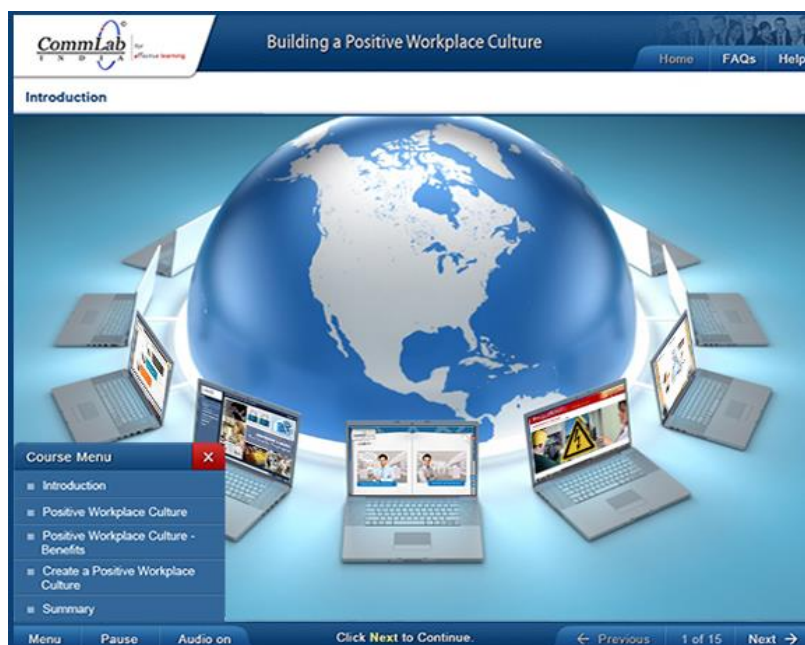 CommLab
INDIA
for
effective learning
Building a Positive Workplace Culture
Home FAQs Help
Introduction
Course Menu X
Introduction
Positive Workplace Culture
Positive Workplace Culture -
Benefits
Create a Positive Workplace
Culture
Summary
Menu Pause Audio on Click Next to Continue. ← Previous 1 of 15 Next →